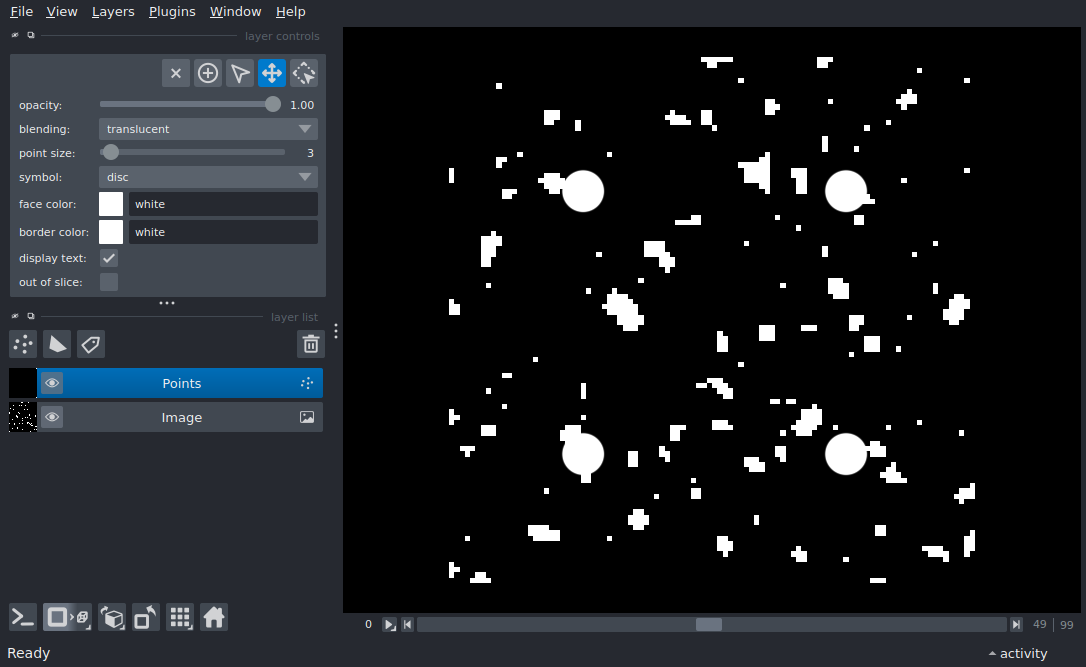 File View Layers Plugins Window Help
layer controls
opacity: 1.00
blending: translucent
point size: 3
symbol: disc
face color: white
border color: white
display text:
out of slice:
layer list
Points
Image
0 49 99
Ready activity